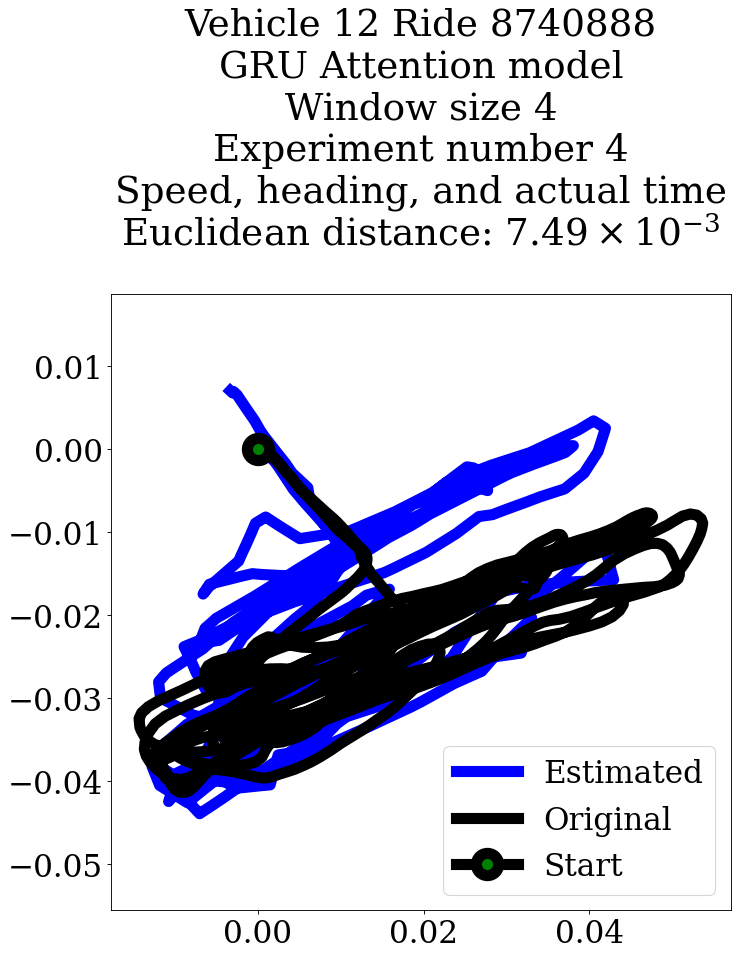 Vehicle 12 Ride 8740888
GRU Attention model
Window size 4
Experiment number 4
Speed, heading, and actual time
Euclidean distance: 7.49 × 10⁻³
0.01
0.00
−0.01
−0.02
−0.03
−0.04
−0.05
Estimated
Original
Start
0.00 0.02 0.04